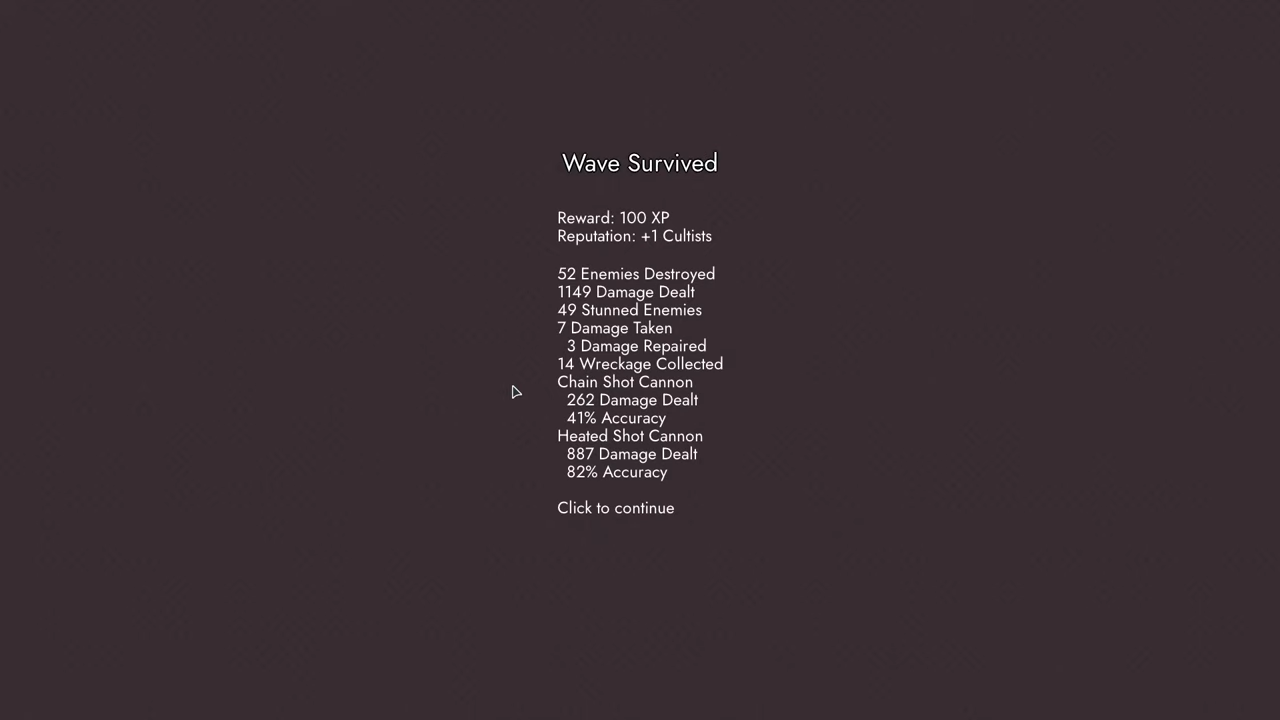 Wave Survived
Reward: 100 XP
Reputation: +1 Cultists
52 Enemies Destroyed
1149 Damage Dealt
49 Stunned Enemies
7 Damage Taken
3 Damage Repaired
14 Wreckage Collected
Chain Shot Cannon
262 Damage Dealt
41% Accuracy
Heated Shot Cannon
887 Damage Dealt
82% Accuracy
Click to continue